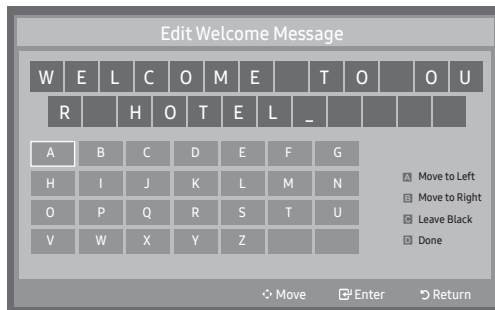 Edit Welcome Message
W E L C O M E   T O   O U
R   H O T E L _
A B C D E F G
H I J K L M N
O P Q R S T U
V W X Y Z
A Move to Left
B Move to Right
C Leave Black
D Done
Move Enter Return